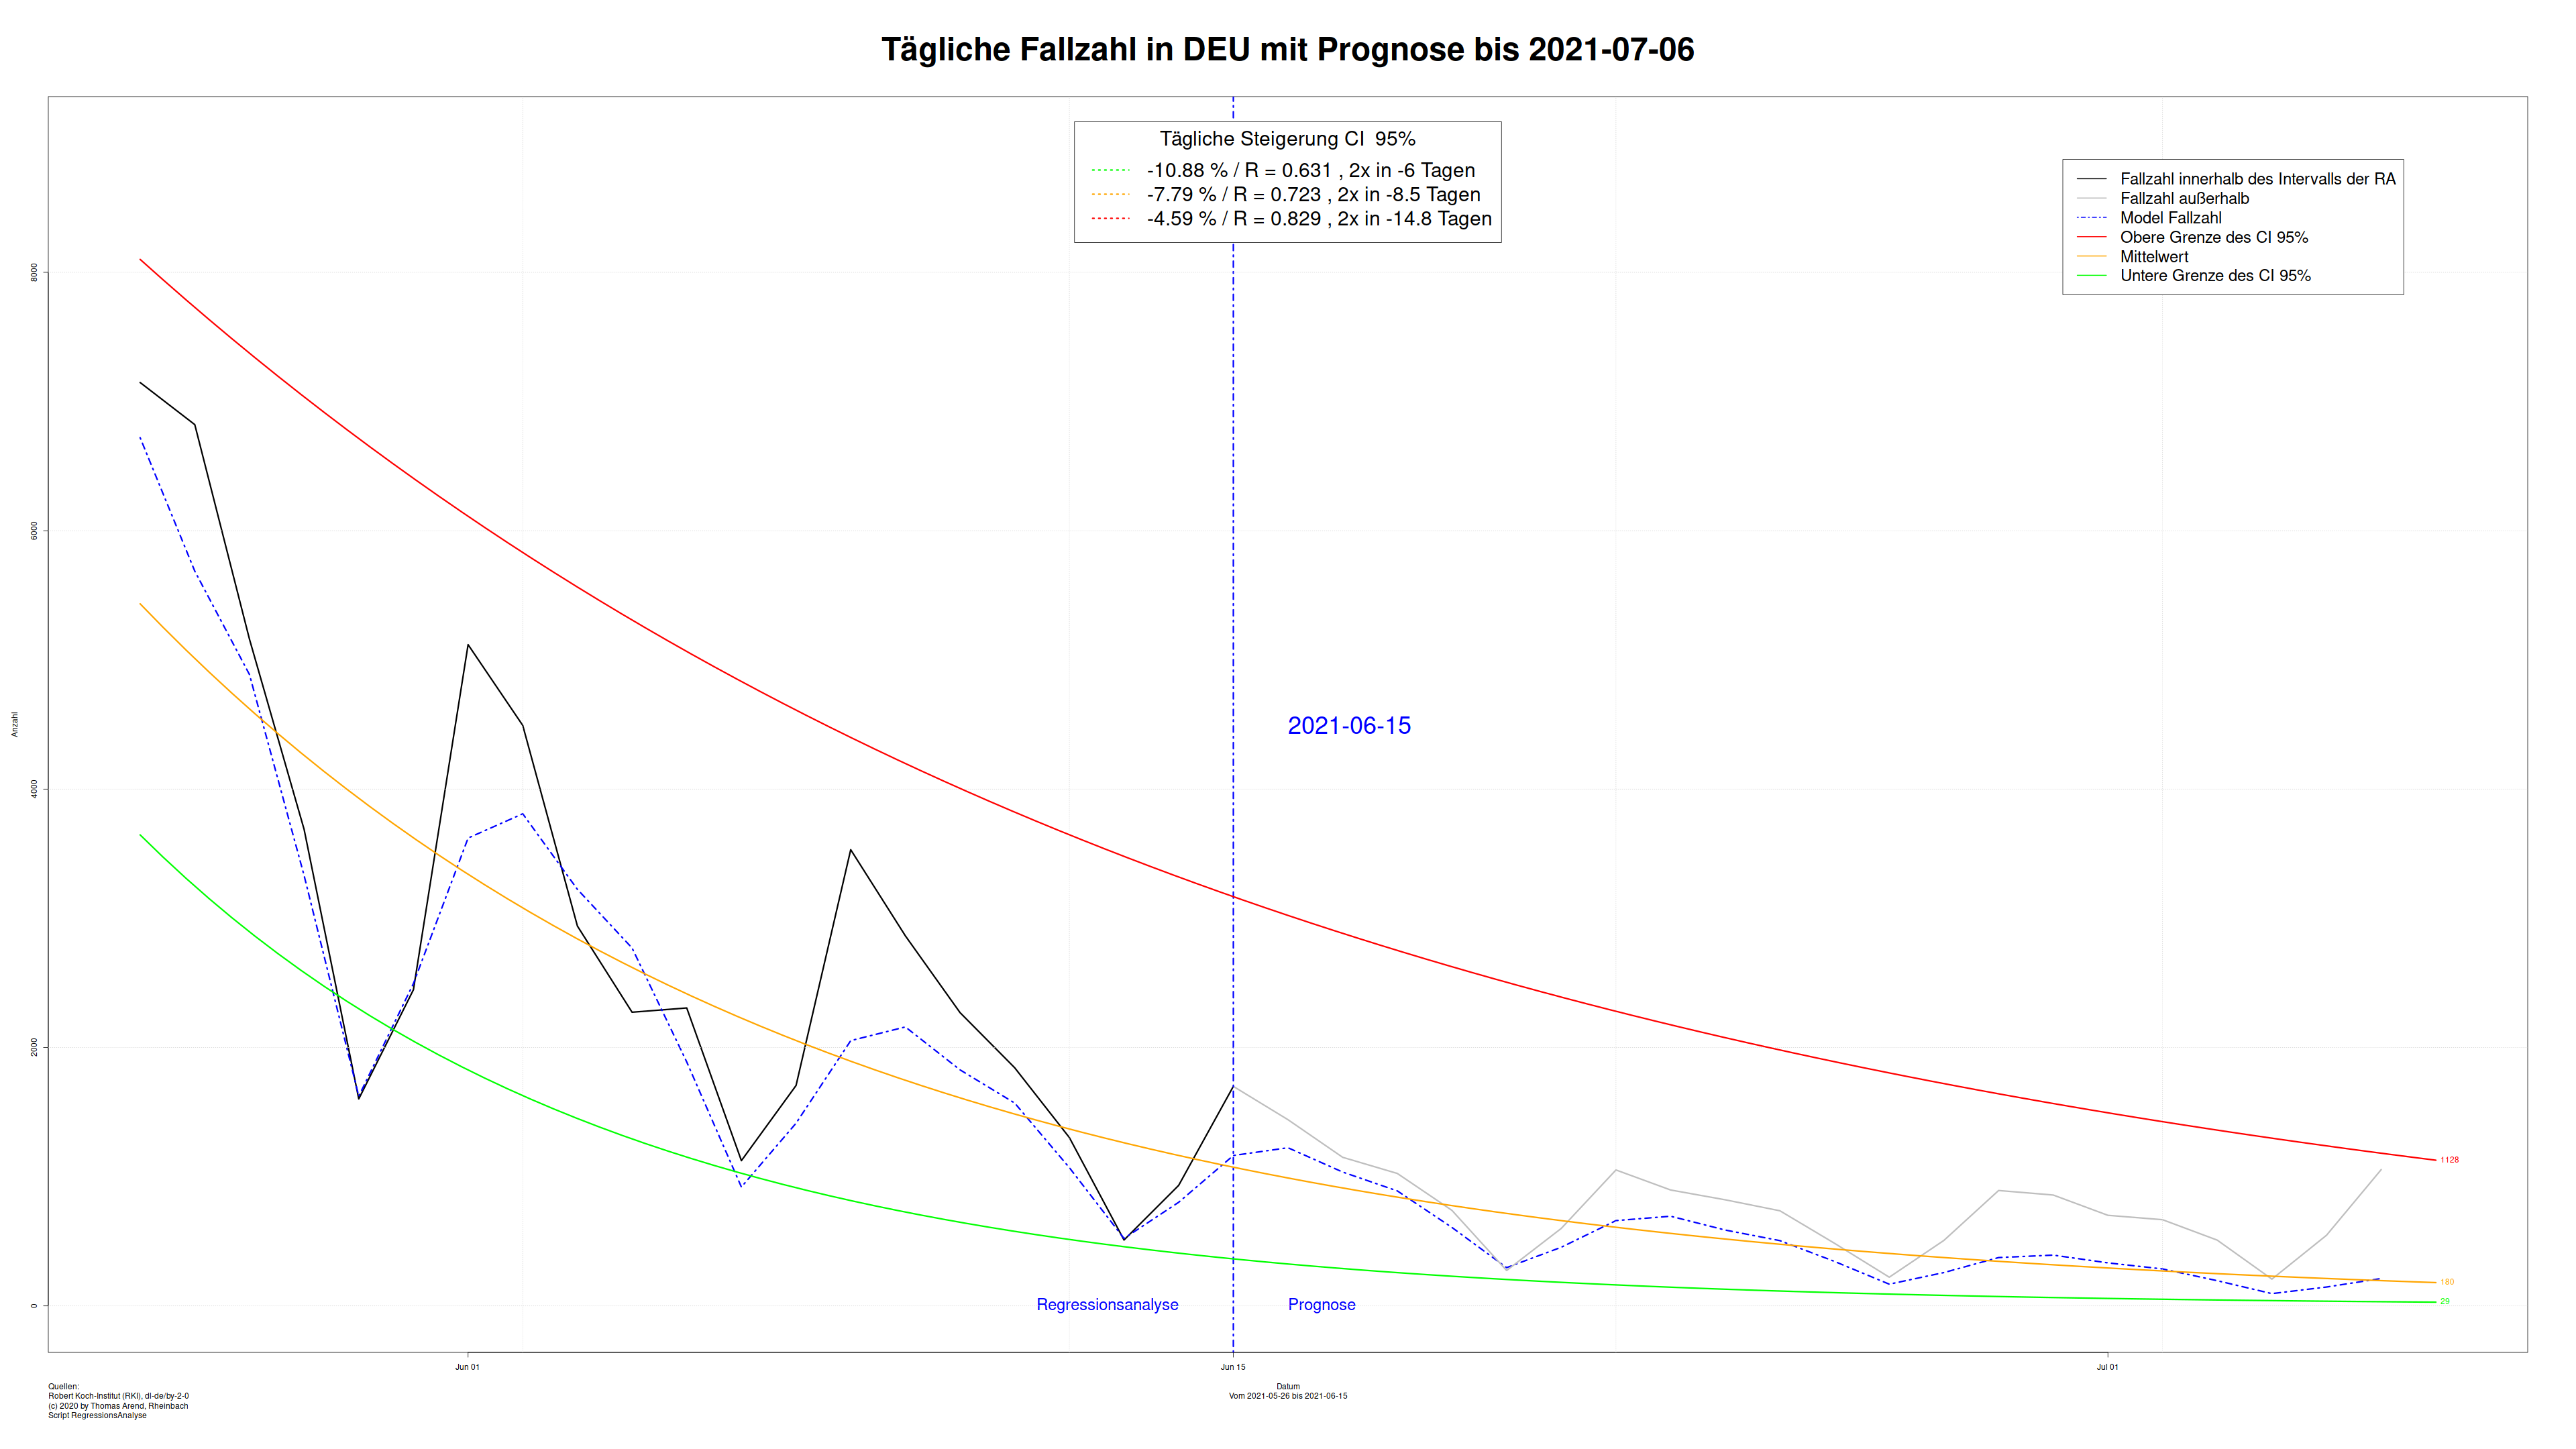 Tägliche Fallzahl in DEU mit Prognose bis 2021-07-06
Tägliche Steigerung CI  95%
-10.88 % / R = 0.631 , 2x in -6 Tagen
-7.79 % / R = 0.723 , 2x in -8.5 Tagen
-4.59 % / R = 0.829 , 2x in -14.8 Tagen
Fallzahl innerhalb des Intervalls der RA
Fallzahl außerhalb
Model Fallzahl
Obere Grenze des CI 95%
Mittelwert
Untere Grenze des CI 95%
8000
6000
4000
2000
0
Anzahl
2021-06-15
1128
180
29
Regressionsanalyse
Prognose
Jun 01
Jun 15
Jul 01
Datum
Vom 2021-05-26 bis 2021-06-15
Quellen:
Robert Koch-Institut (RKI), dl-de/by-2-0
(c) 2020 by Thomas Arend, Rheinbach
Script RegressionsAnalyse